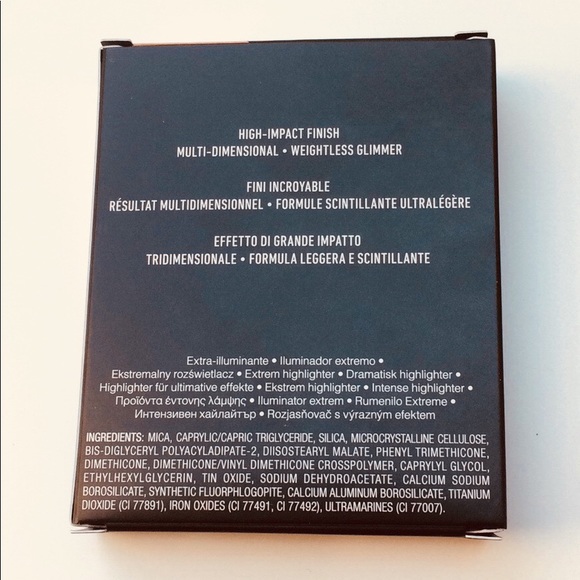 HIGH-IMPACT FINISH
MULTI-DIMENSIONAL • WEIGHTLESS GLIMMER
FINI INCROYABLE
RÉSULTAT MULTIDIMENSIONNEL • FORMULE SCINTILLANTE ULTRALÉGÈRE
EFFETTO DI GRANDE IMPATTO
TRIDIMENSIONALE • FORMULA LEGGERA E SCINTILLANTE
Extra-illuminante • Iluminador extremo •
Ekstremalny rozświetlacz • Extrem highlighter • Dramatisk highlighter •
Highlighter für ultimative effekte • Ekstrem highlighter • Intense highlighter •
Προϊόντα έντονης λάμψης • Iluminator extrem • Rumenilo Extreme •
Интензивен хайлайтър • Rozjasňovač s výrazným efektem
INGREDIENTS: MICA, CAPRYLIC/CAPRIC TRIGLYCERIDE, SILICA, MICROCRYSTALLINE CELLULOSE,
BIS-DIGLYCERYL POLYACYLADIPATE-2, DIISOSTEARYL MALATE, PHENYL TRIMETHICONE,
DIMETHICONE, DIMETHICONE/VINYL DIMETHICONE CROSSPOLYMER, CAPRYLYL GLYCOL,
ETHYLHEXYLGLYCERIN, TIN OXIDE, SODIUM DEHYDROACETATE, CALCIUM SODIUM
BOROSILICATE, SYNTHETIC FLUORPHLOGOPITE, CALCIUM ALUMINUM BOROSILICATE, TITANIUM
DIOXIDE (CI 77891), IRON OXIDES (CI 77491, CI 77492), ULTRAMARINES (CI 77007).